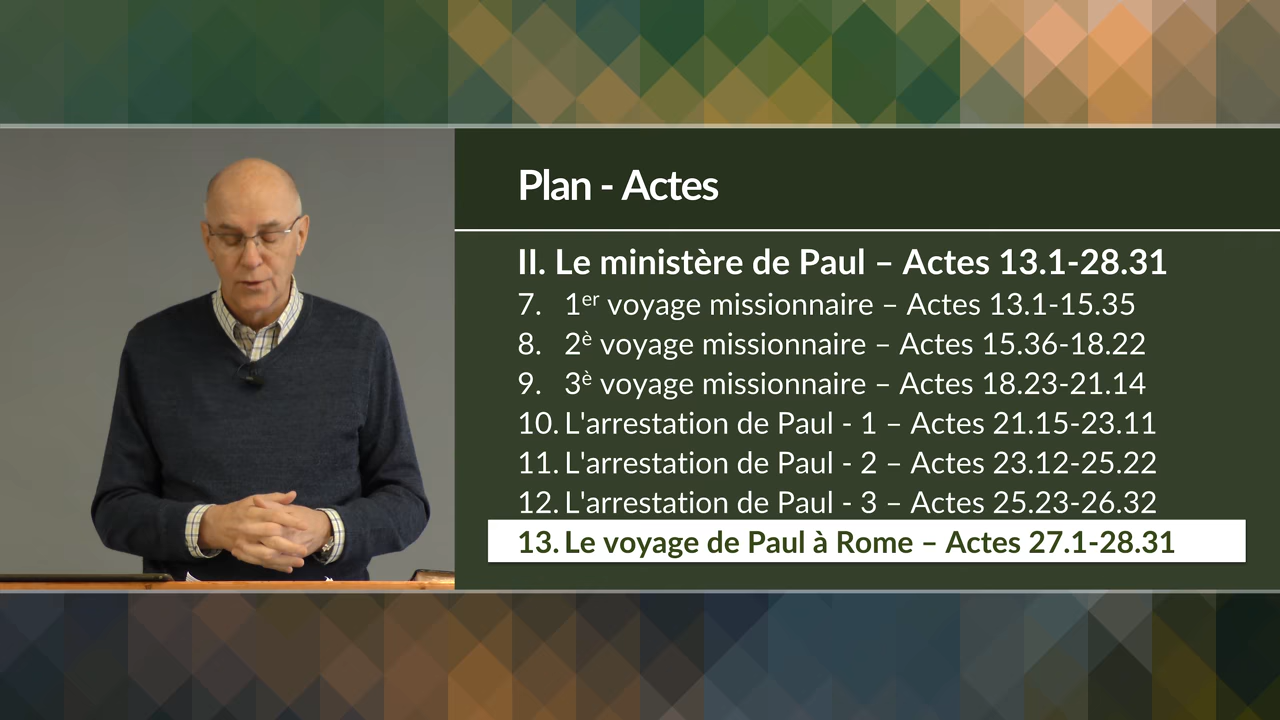 Plan - Actes
II. Le ministère de Paul – Actes 13.1-28.31
7. 1er voyage missionnaire – Actes 13.1-15.35
8. 2è voyage missionnaire – Actes 15.36-18.22
9. 3è voyage missionnaire – Actes 18.23-21.14
10. L'arrestation de Paul - 1 – Actes 21.15-23.11
11. L'arrestation de Paul - 2 – Actes 23.12-25.22
12. L'arrestation de Paul - 3 – Actes 25.23-26.32
13. Le voyage de Paul à Rome – Actes 27.1-28.31